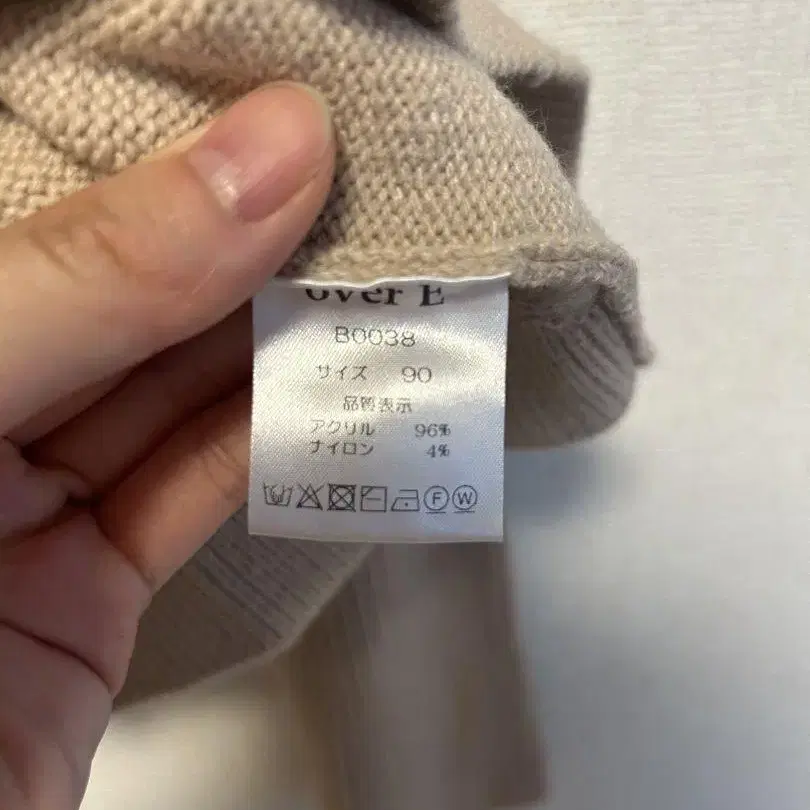 over E
B0038
サイズ 90
品質表示
アクリル 96%
ナイロン 4%
F W